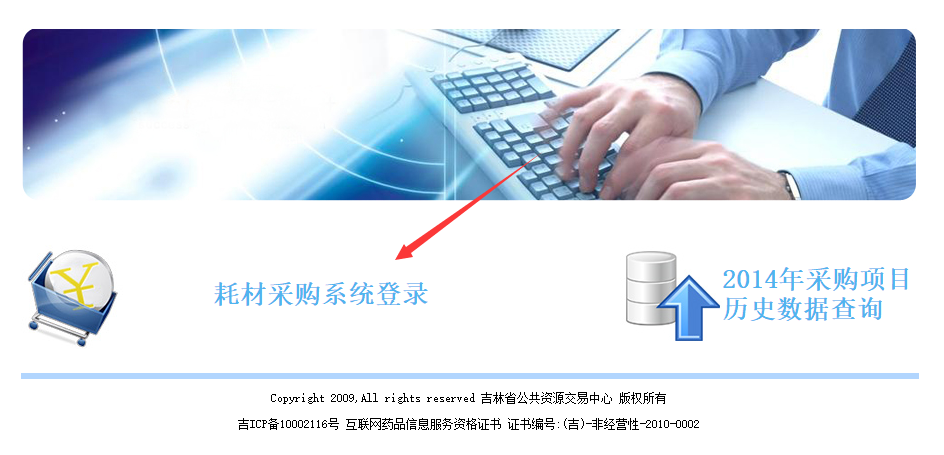 耗材采购系统登录
2014年采购项目
历史数据查询
Copyright 2009,All rights reserved 吉林省公共资源交易中心 版权所有
吉ICP备10002116号 互联网药品信息服务资格证书 证书编号:(吉)-非经营性-2010-0002